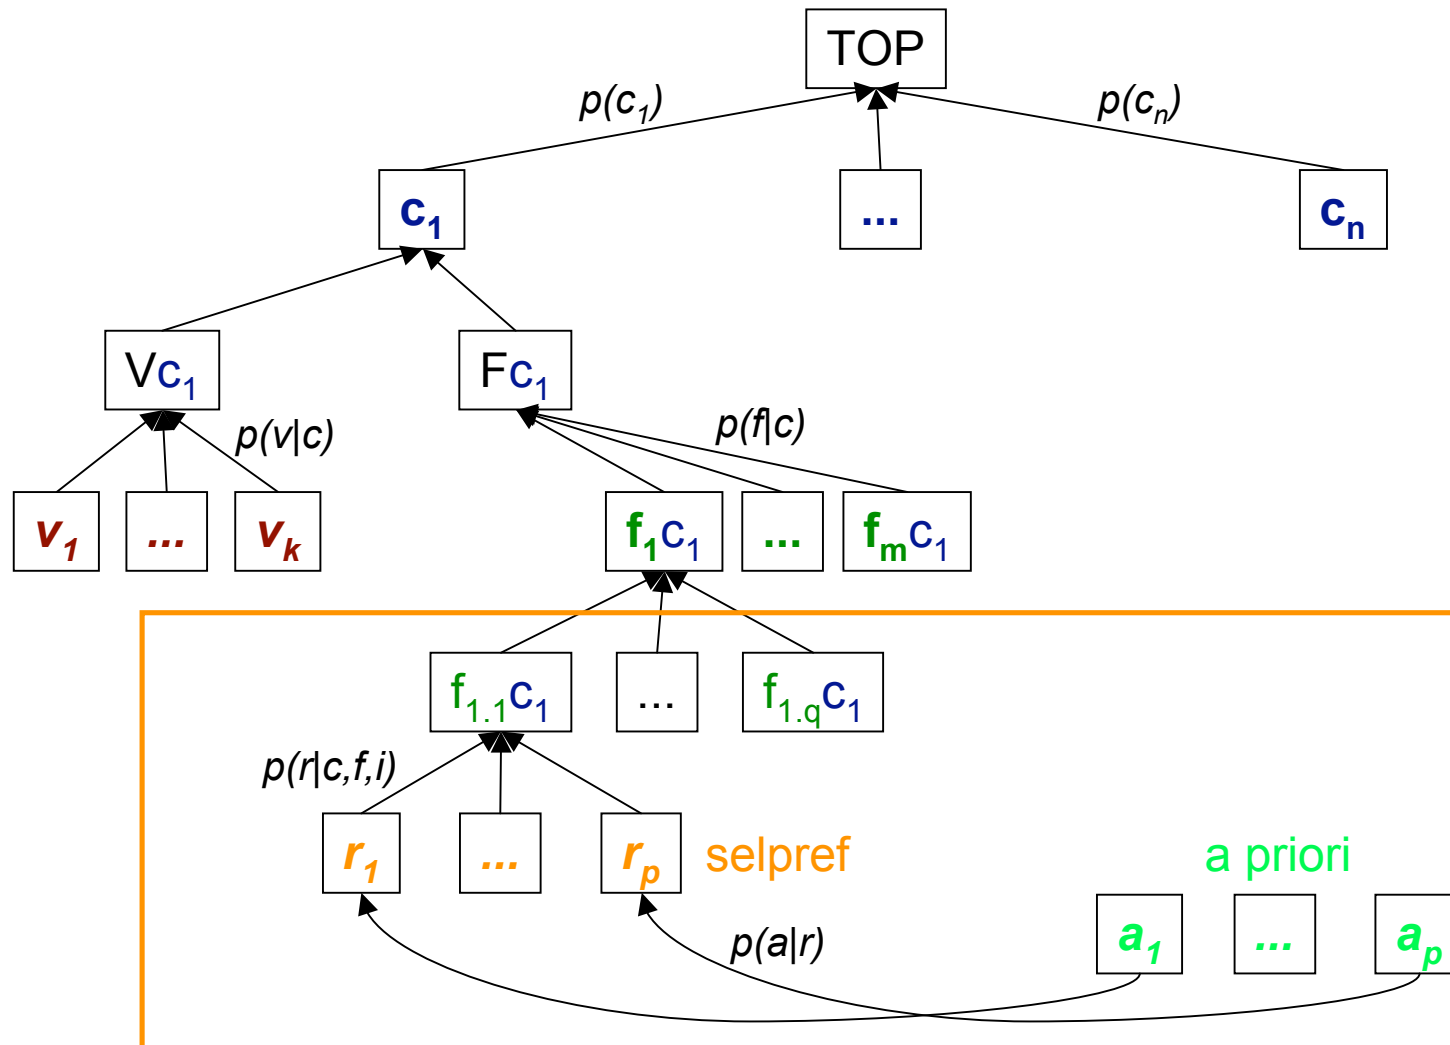 TOP
p(c₁) p(cₙ)
c₁ ... cₙ
Vc₁ Fc₁
p(v|c) p(f|c)
v₁ ... vₖ f₁c₁ ... fₘc₁
f₁.₁c₁ ... f₁.qc₁
p(r|c,f,i)
r₁ ... rₚ selpref a priori
p(a|r) a₁ ... aₚ